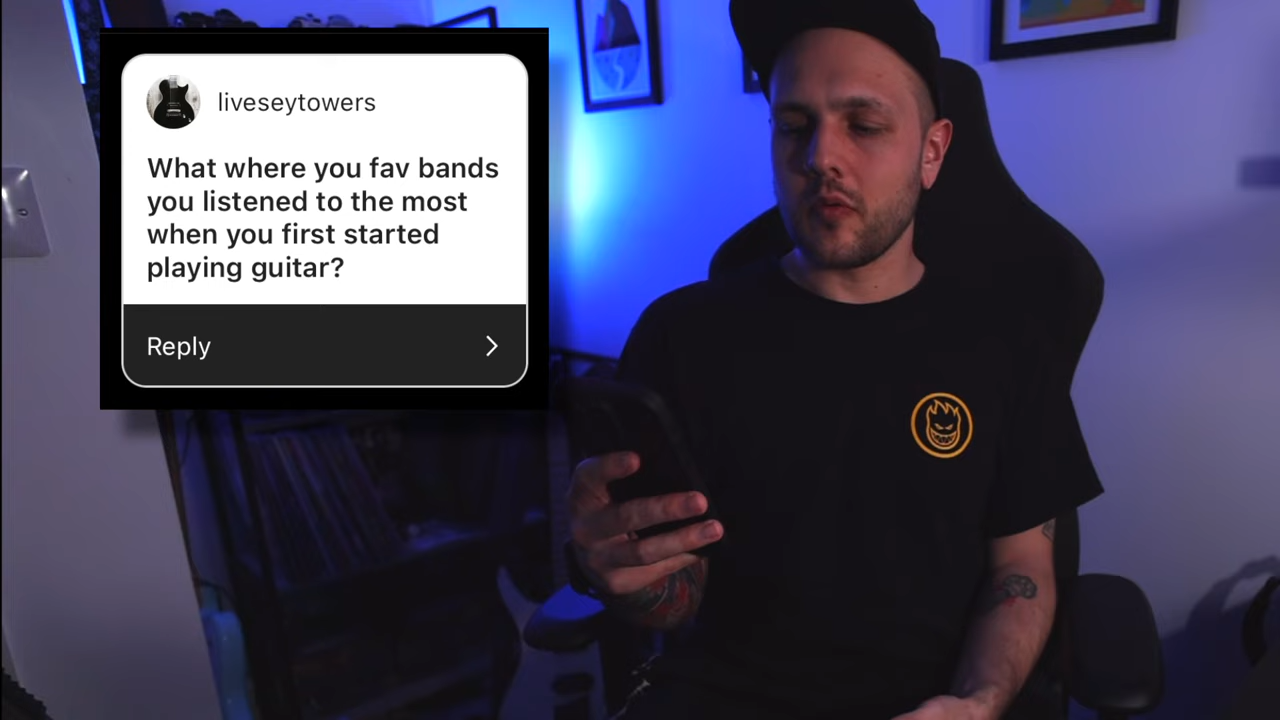 liveseytowers
What where you fav bands
you listened to the most
when you first started
playing guitar?
Reply